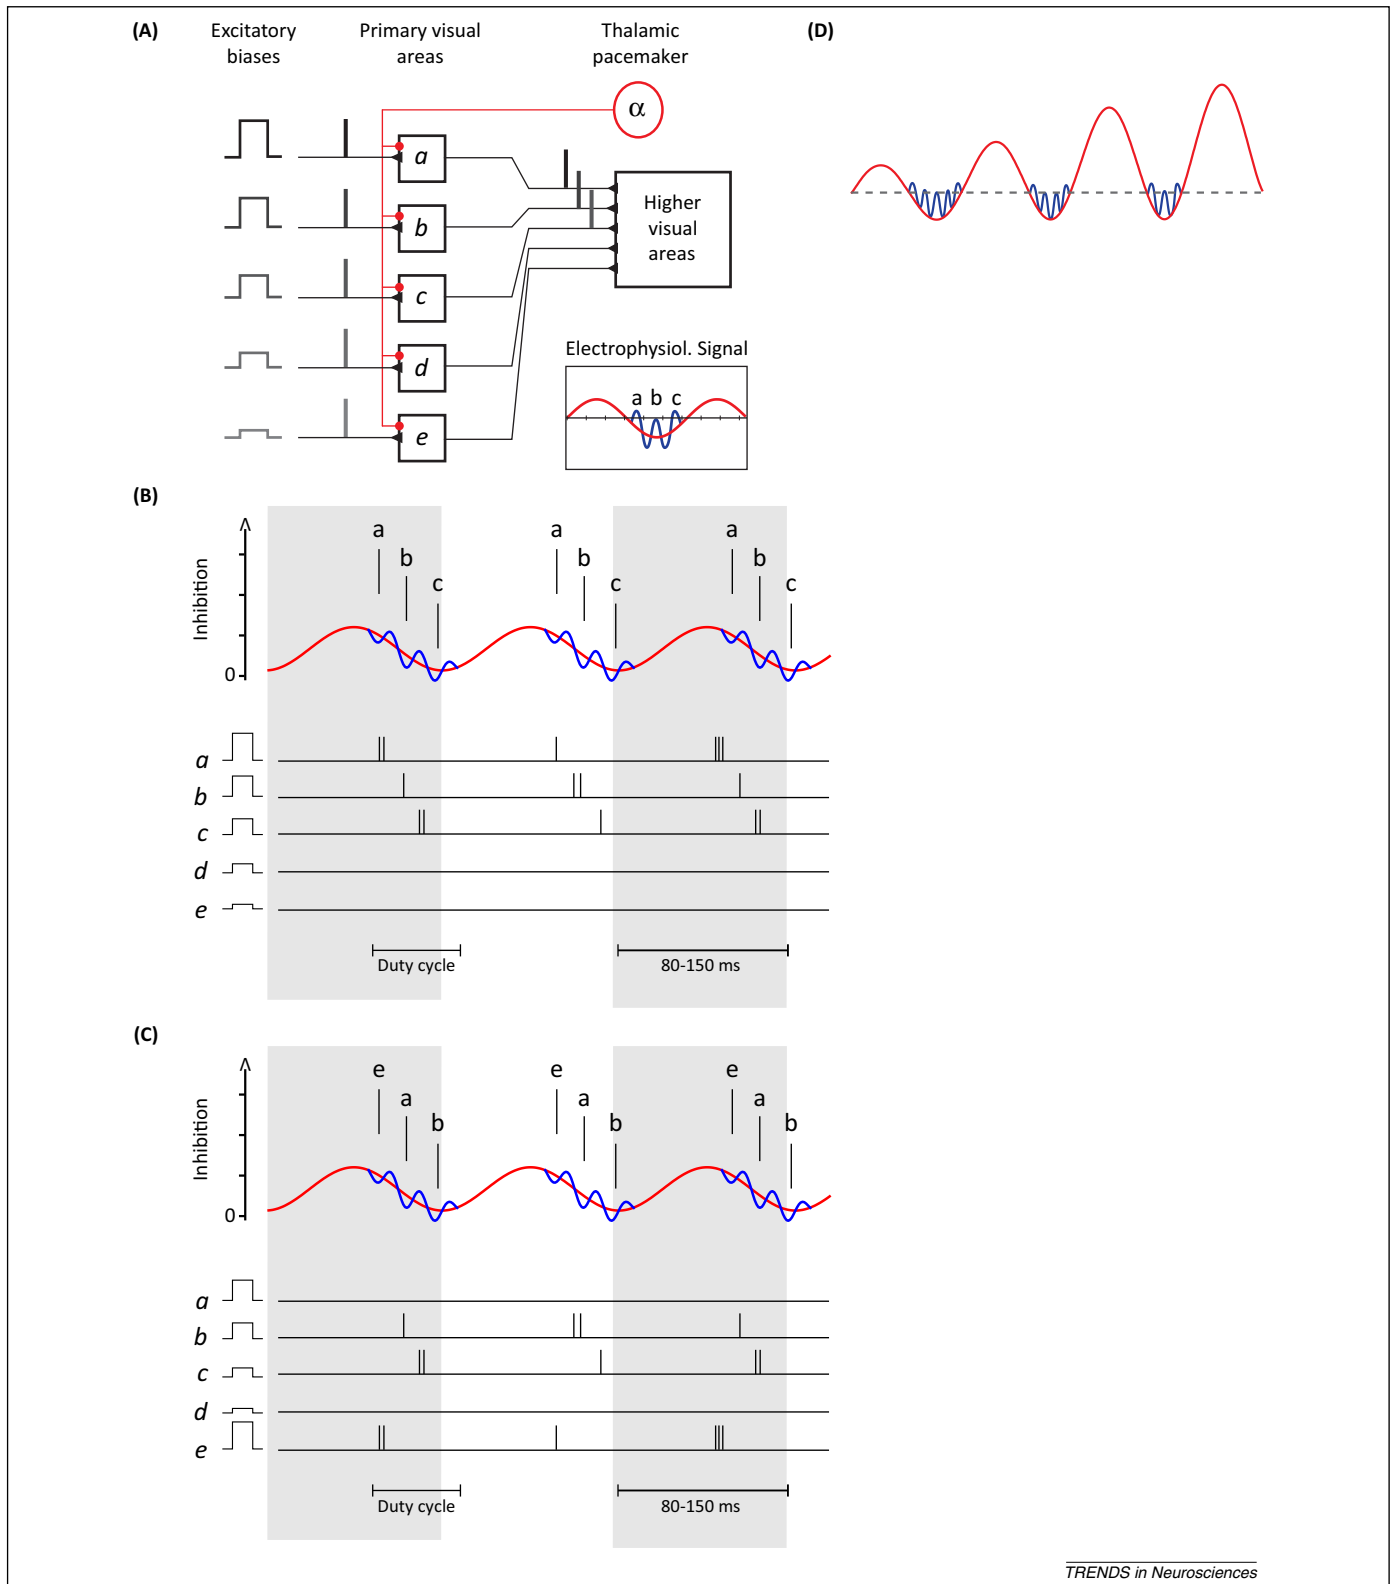 (A)
Excitatory
biases
Primary visual
areas
Thalamic
pacemaker
(D)
α
a
b
c
d
e
Higher
visual
areas
Electrophysiol. Signal
a b c
(B)
Inhibition
0
a
b
c
a
b
c
a
b
c
a
b
c
d
e
Duty cycle
80-150 ms
(C)
Inhibition
0
e
a
b
e
a
b
e
a
b
a
b
c
d
e
Duty cycle
80-150 ms
TRENDS in Neurosciences